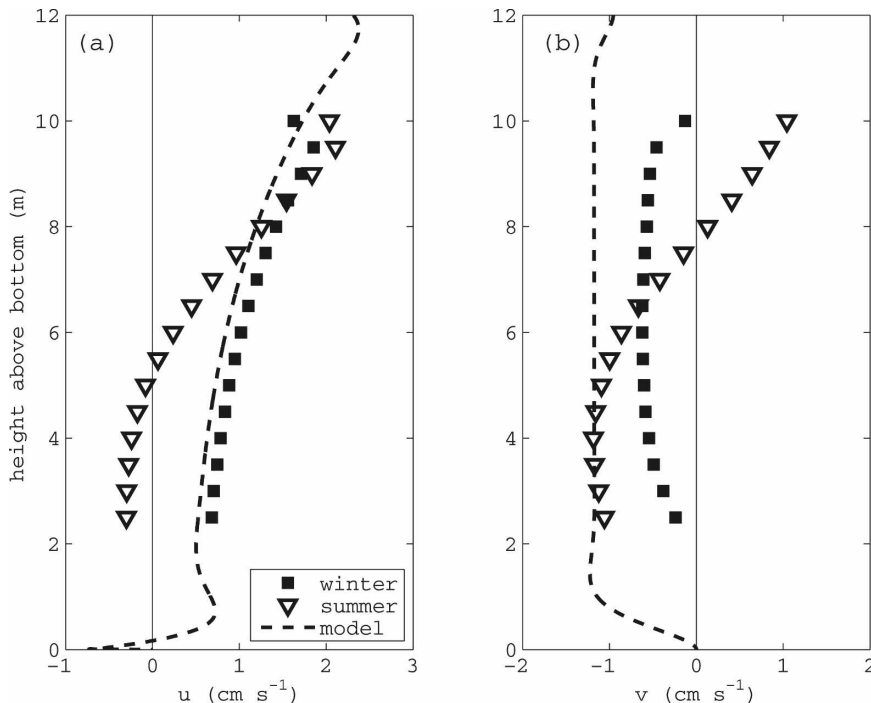 (a)
(b)
height above bottom (m)
12
10
8
6
4
2
0
12
10
8
6
4
2
0
winter
summer
model
-1 0 1 2 3
-2 -1 0 1 2
u (cm s⁻¹)
v (cm s⁻¹)